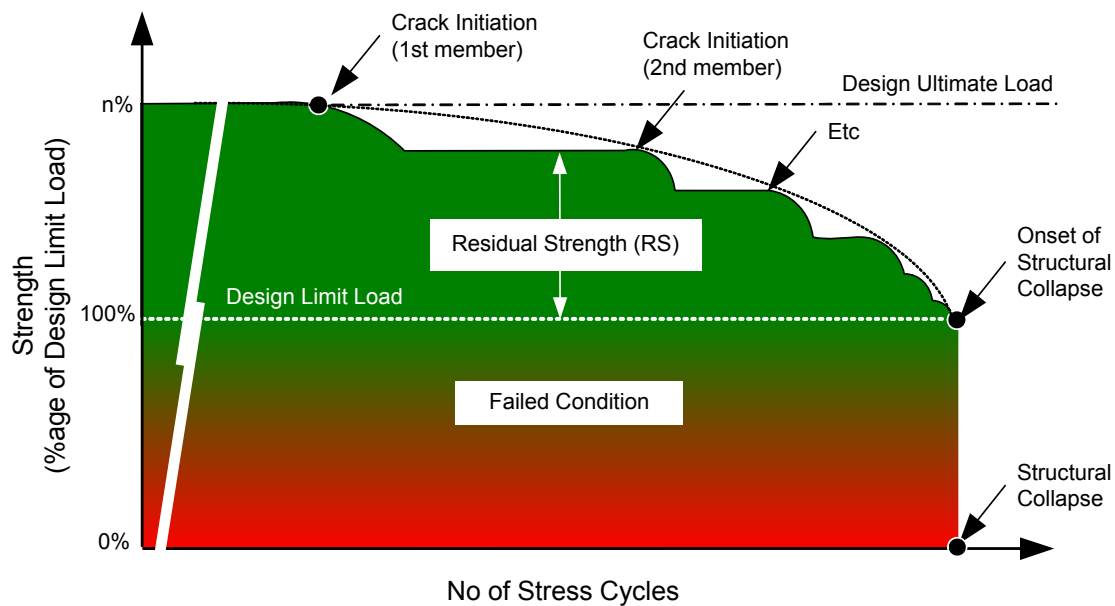 Crack Initiation
(1st member)
Crack Initiation
(2nd member)
Design Ultimate Load
n%
Etc
Residual Strength (RS)
Onset of
Structural
Collapse
Design Limit Load
100%
Strength
(%age of Design Limit Load)
Failed Condition
Structural
Collapse
0%
No of Stress Cycles